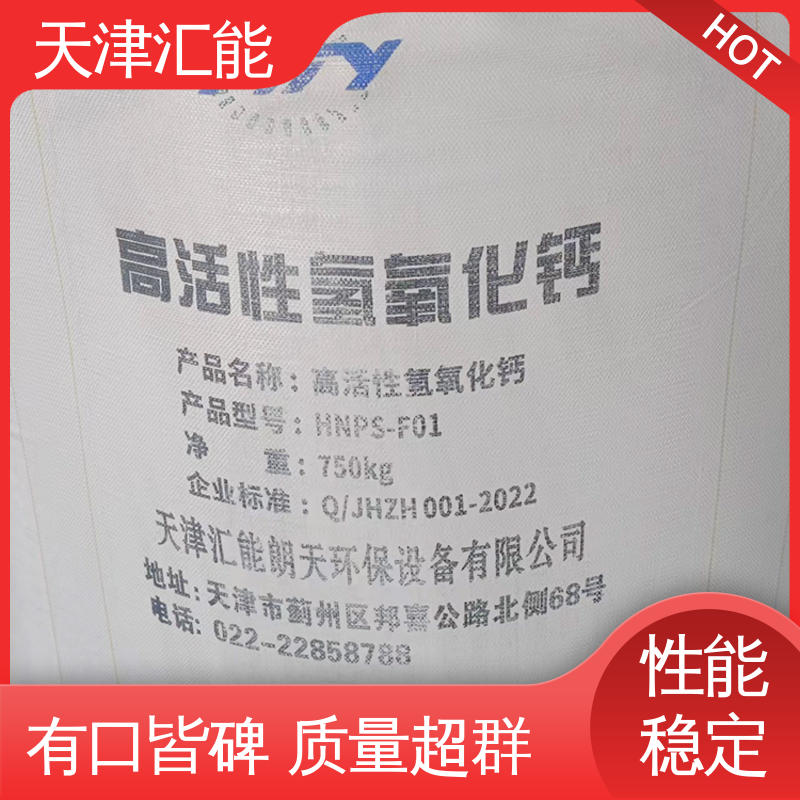 天津汇能
HOT
高活性氢氧化钙
产品名称：高活性氢氧化钙
产品型号：HNPS-F01
净 重：750kg
企业标准：Q/JHZH 001-2022
天津汇能朗天环保设备有限公司
地址：天津市蓟州区邦喜公路北侧68号
电话：022-22858788
有口皆碑 质量超群
性能
稳定